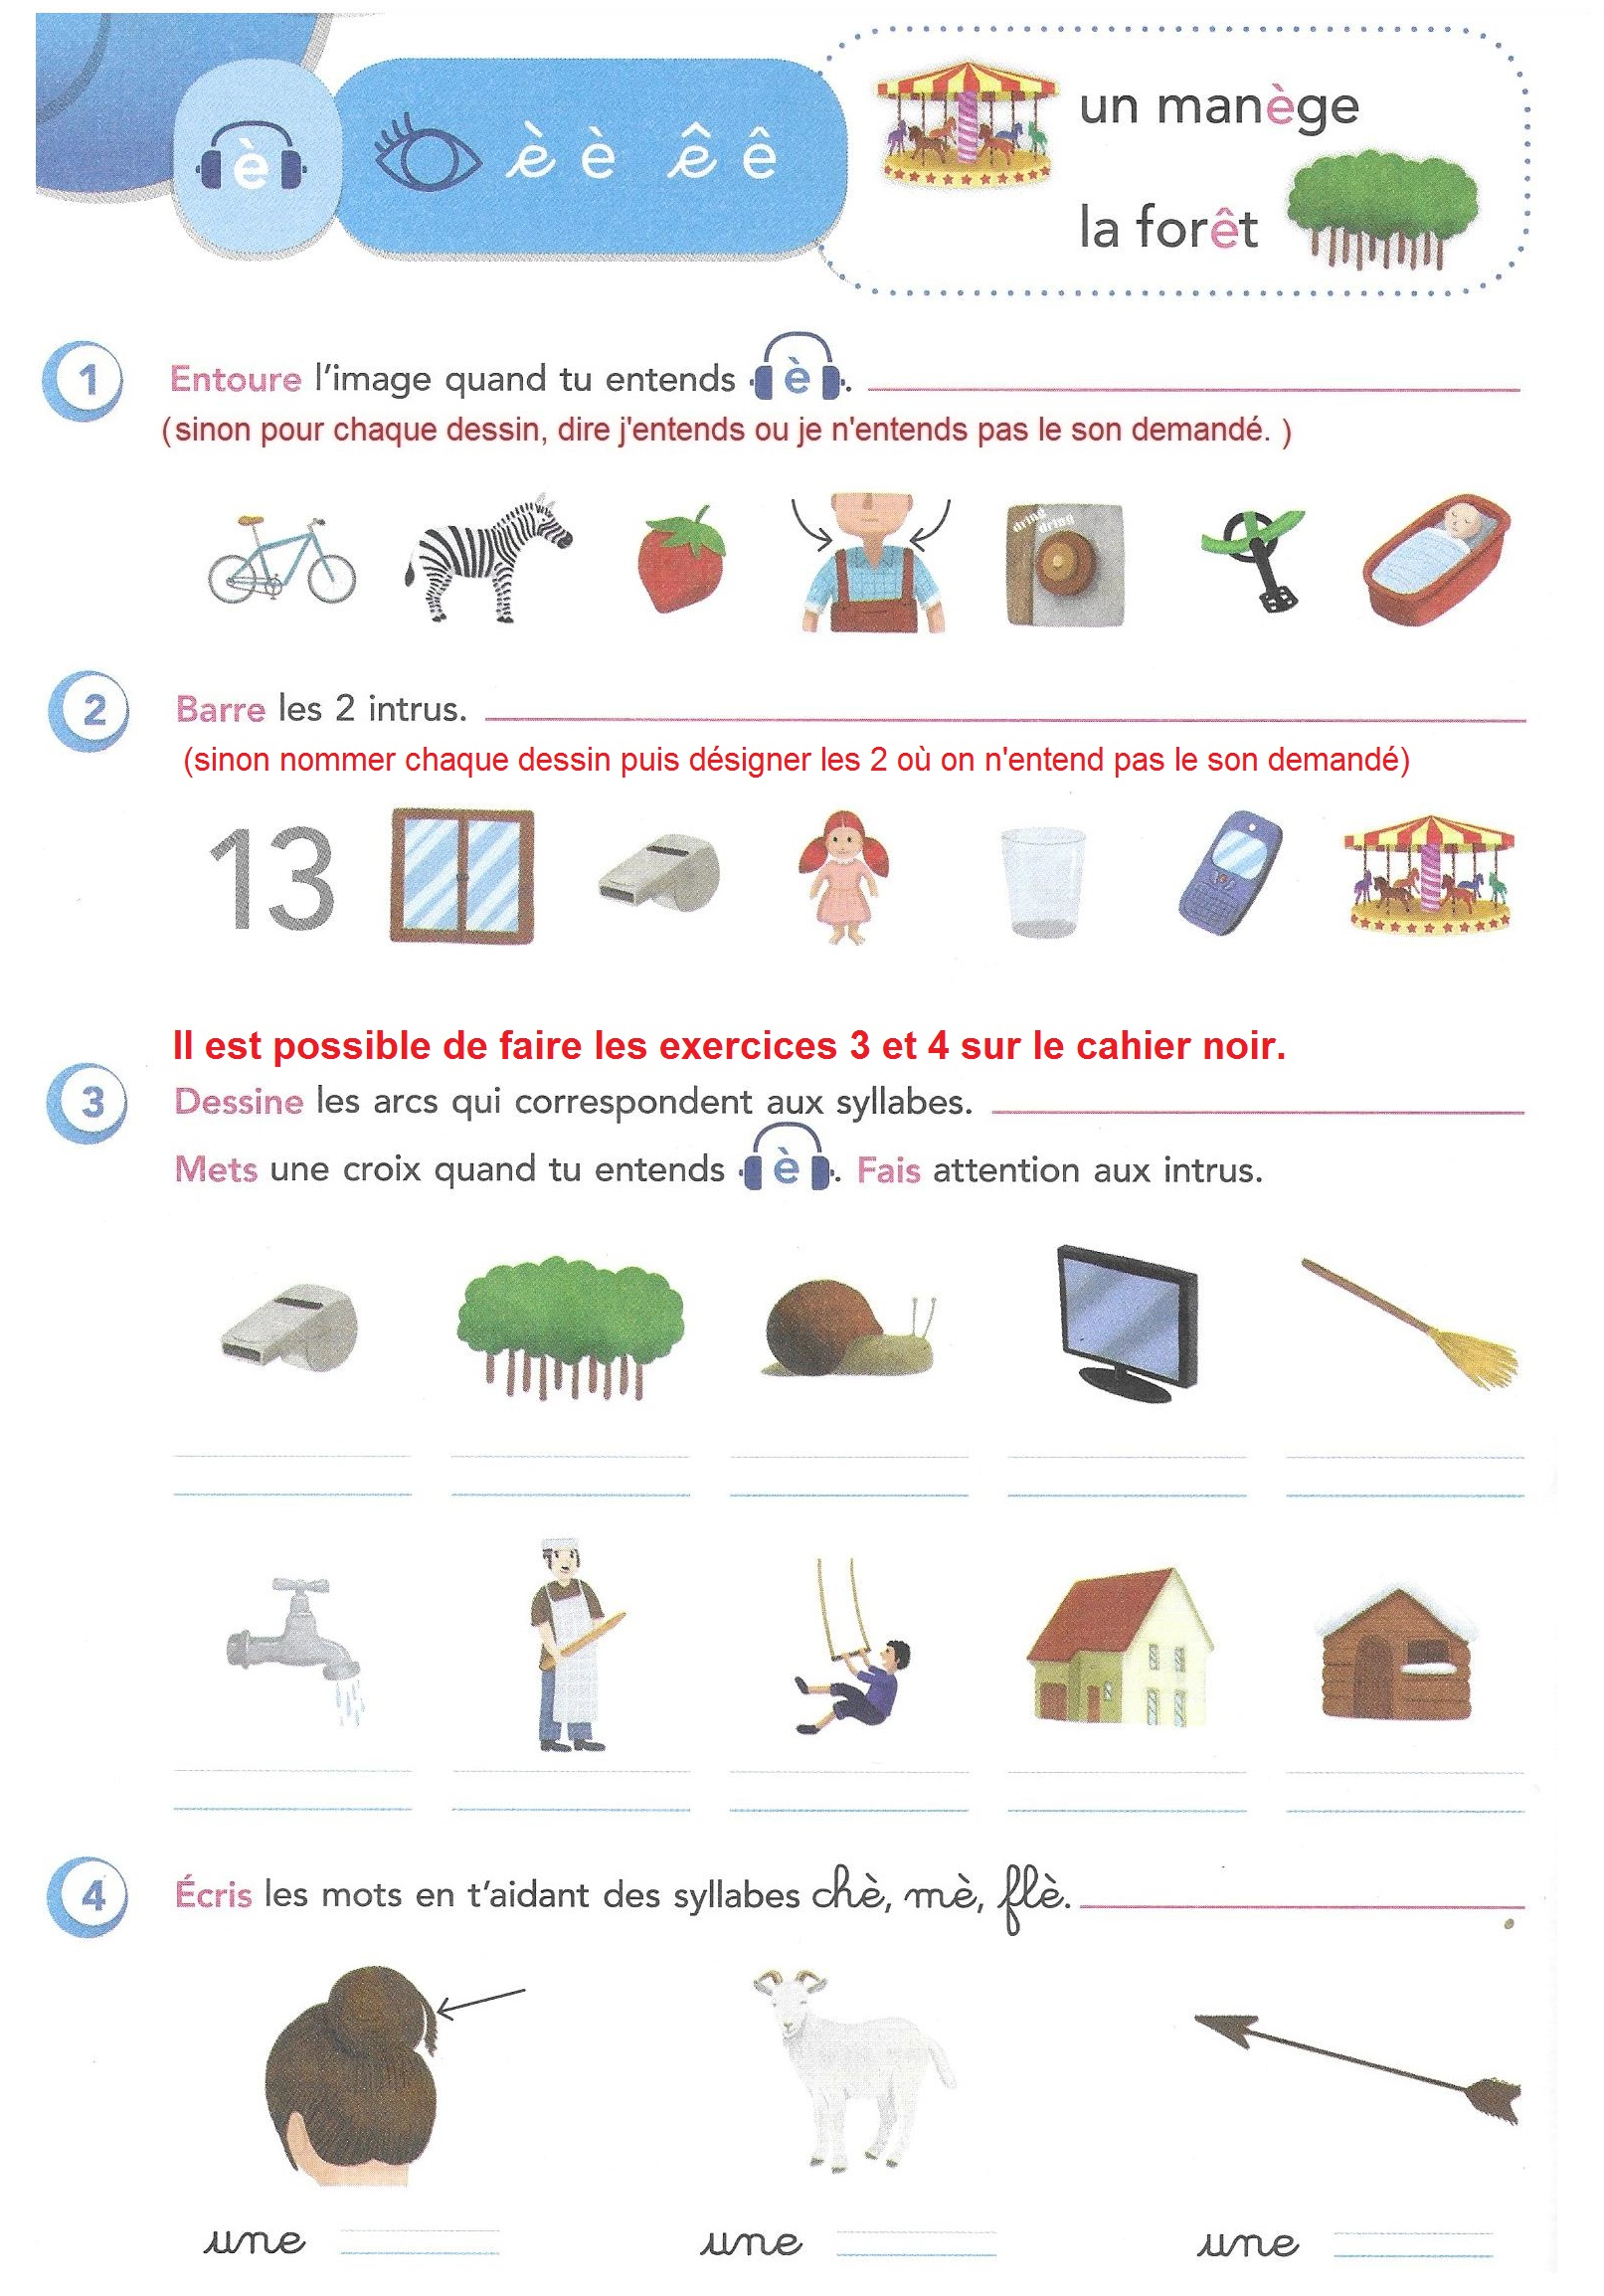 è
è è ê ê
un manège
la forêt
1
Entoure l'image quand tu entends è.
(sinon pour chaque dessin, dire j'entends ou je n'entends pas le son demandé. )
dring
dring
2
Barre les 2 intrus.
(sinon nommer chaque dessin puis désigner les 2 où on n'entend pas le son demandé)
13
Il est possible de faire les exercices 3 et 4 sur le cahier noir.
3
Dessine les arcs qui correspondent aux syllabes.
Mets une croix quand tu entends è. Fais attention aux intrus.
4
Écris les mots en t'aidant des syllabes chè, mè, flè.
une
une
une